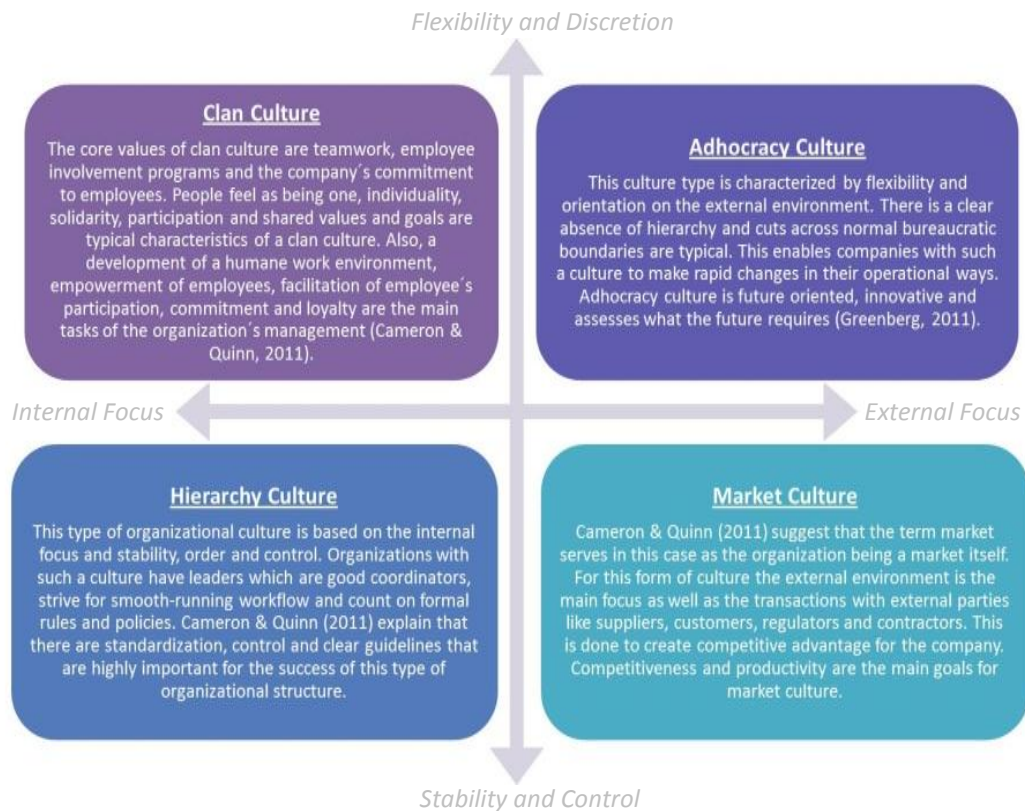 Flexibility and Discretion
Clan Culture
The core values of clan culture are teamwork, employee
involvement programs and the company´s commitment
to employees. People feel as being one, individuality,
solidarity, participation and shared values and goals are
typical characteristics of a clan culture. Also, a
development of a humane work environment,
empowerment of employees, facilitation of employee´s
participation, commitment and loyalty are the main
tasks of the organization´s management (Cameron &
Quinn, 2011).
Adhocracy Culture
This culture type is characterized by flexibility and
orientation on the external environment. There is a clear
absence of hierarchy and cuts across normal bureaucratic
boundaries are typical. This enables companies with such
a culture to make rapid changes in their operational ways.
Adhocracy culture is future oriented, innovative and
assesses what the future requires (Greenberg, 2011).
Internal Focus
External Focus
Hierarchy Culture
This type of organizational culture is based on the internal
focus and stability, order and control. Organizations with
such a culture have leaders which are good coordinators,
strive for smooth-running workflow and count on formal
rules and policies. Cameron & Quinn (2011) explain that
there are standardization, control and clear guidelines that
are highly important for the success of this type of
organizational structure.
Market Culture
Cameron & Quinn (2011) suggest that the term market
serves in this case as the organization being a market itself.
For this form of culture the external environment is the
main focus as well as the transactions with external parties
like suppliers, customers, regulators and contractors. This
is done to create competitive advantage for the company.
Competitiveness and productivity are the main goals for
market culture.
Stability and Control